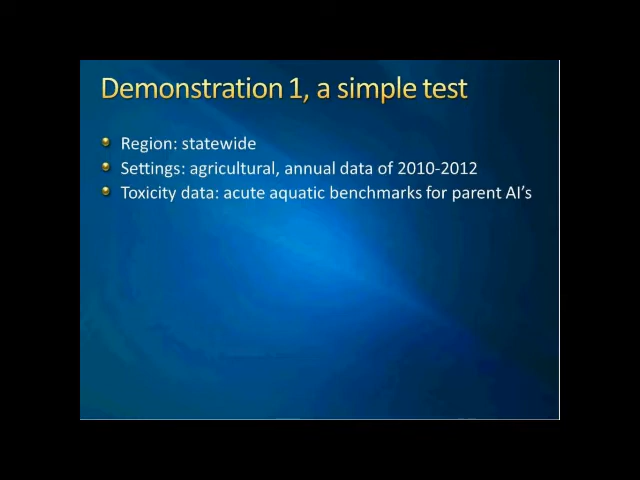 Demonstration 1, a simple test
Region: statewide
Settings: agricultural, annual data of 2010-2012
Toxicity data: acute aquatic benchmarks for parent AI’s